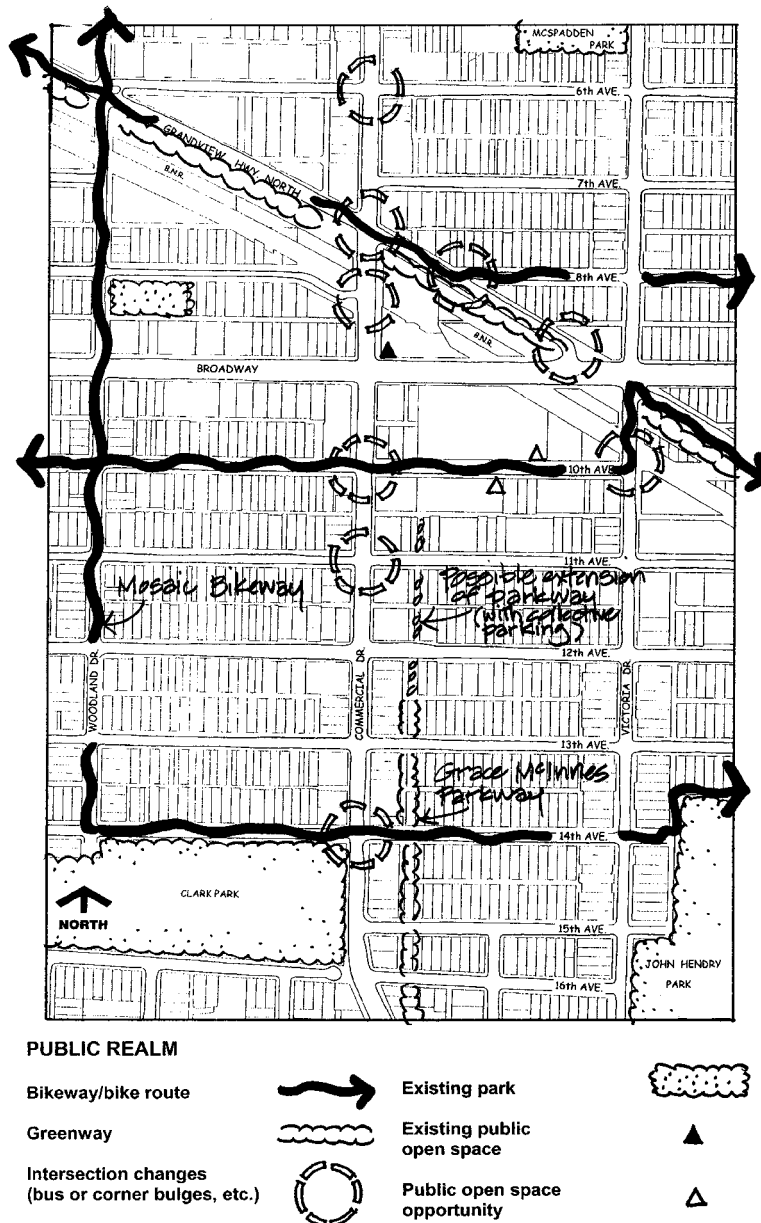 MCSPADDEN
PARK
6th AVE.
GRANDVIEW HWY. NORTH
B.N.R.
7th AVE.
8th AVE.
B.N.R.
BROADWAY
10th AVE.
11th AVE.
Mosaic Bikeway
Possible extension
of parkway
(with collective
parking)
12th AVE.
WOODLAND DR.
COMMERCIAL DR.
VICTORIA DR.
13th AVE.
Grace McInnes
Parkway
14th AVE.
CLARK PARK
NORTH
15th AVE.
JOHN HENDRY
PARK
16th AVE.
PUBLIC REALM
Bikeway/bike route
Existing park
Greenway
Existing public
open space
Intersection changes
(bus or corner bulges, etc.)
Public open space
opportunity